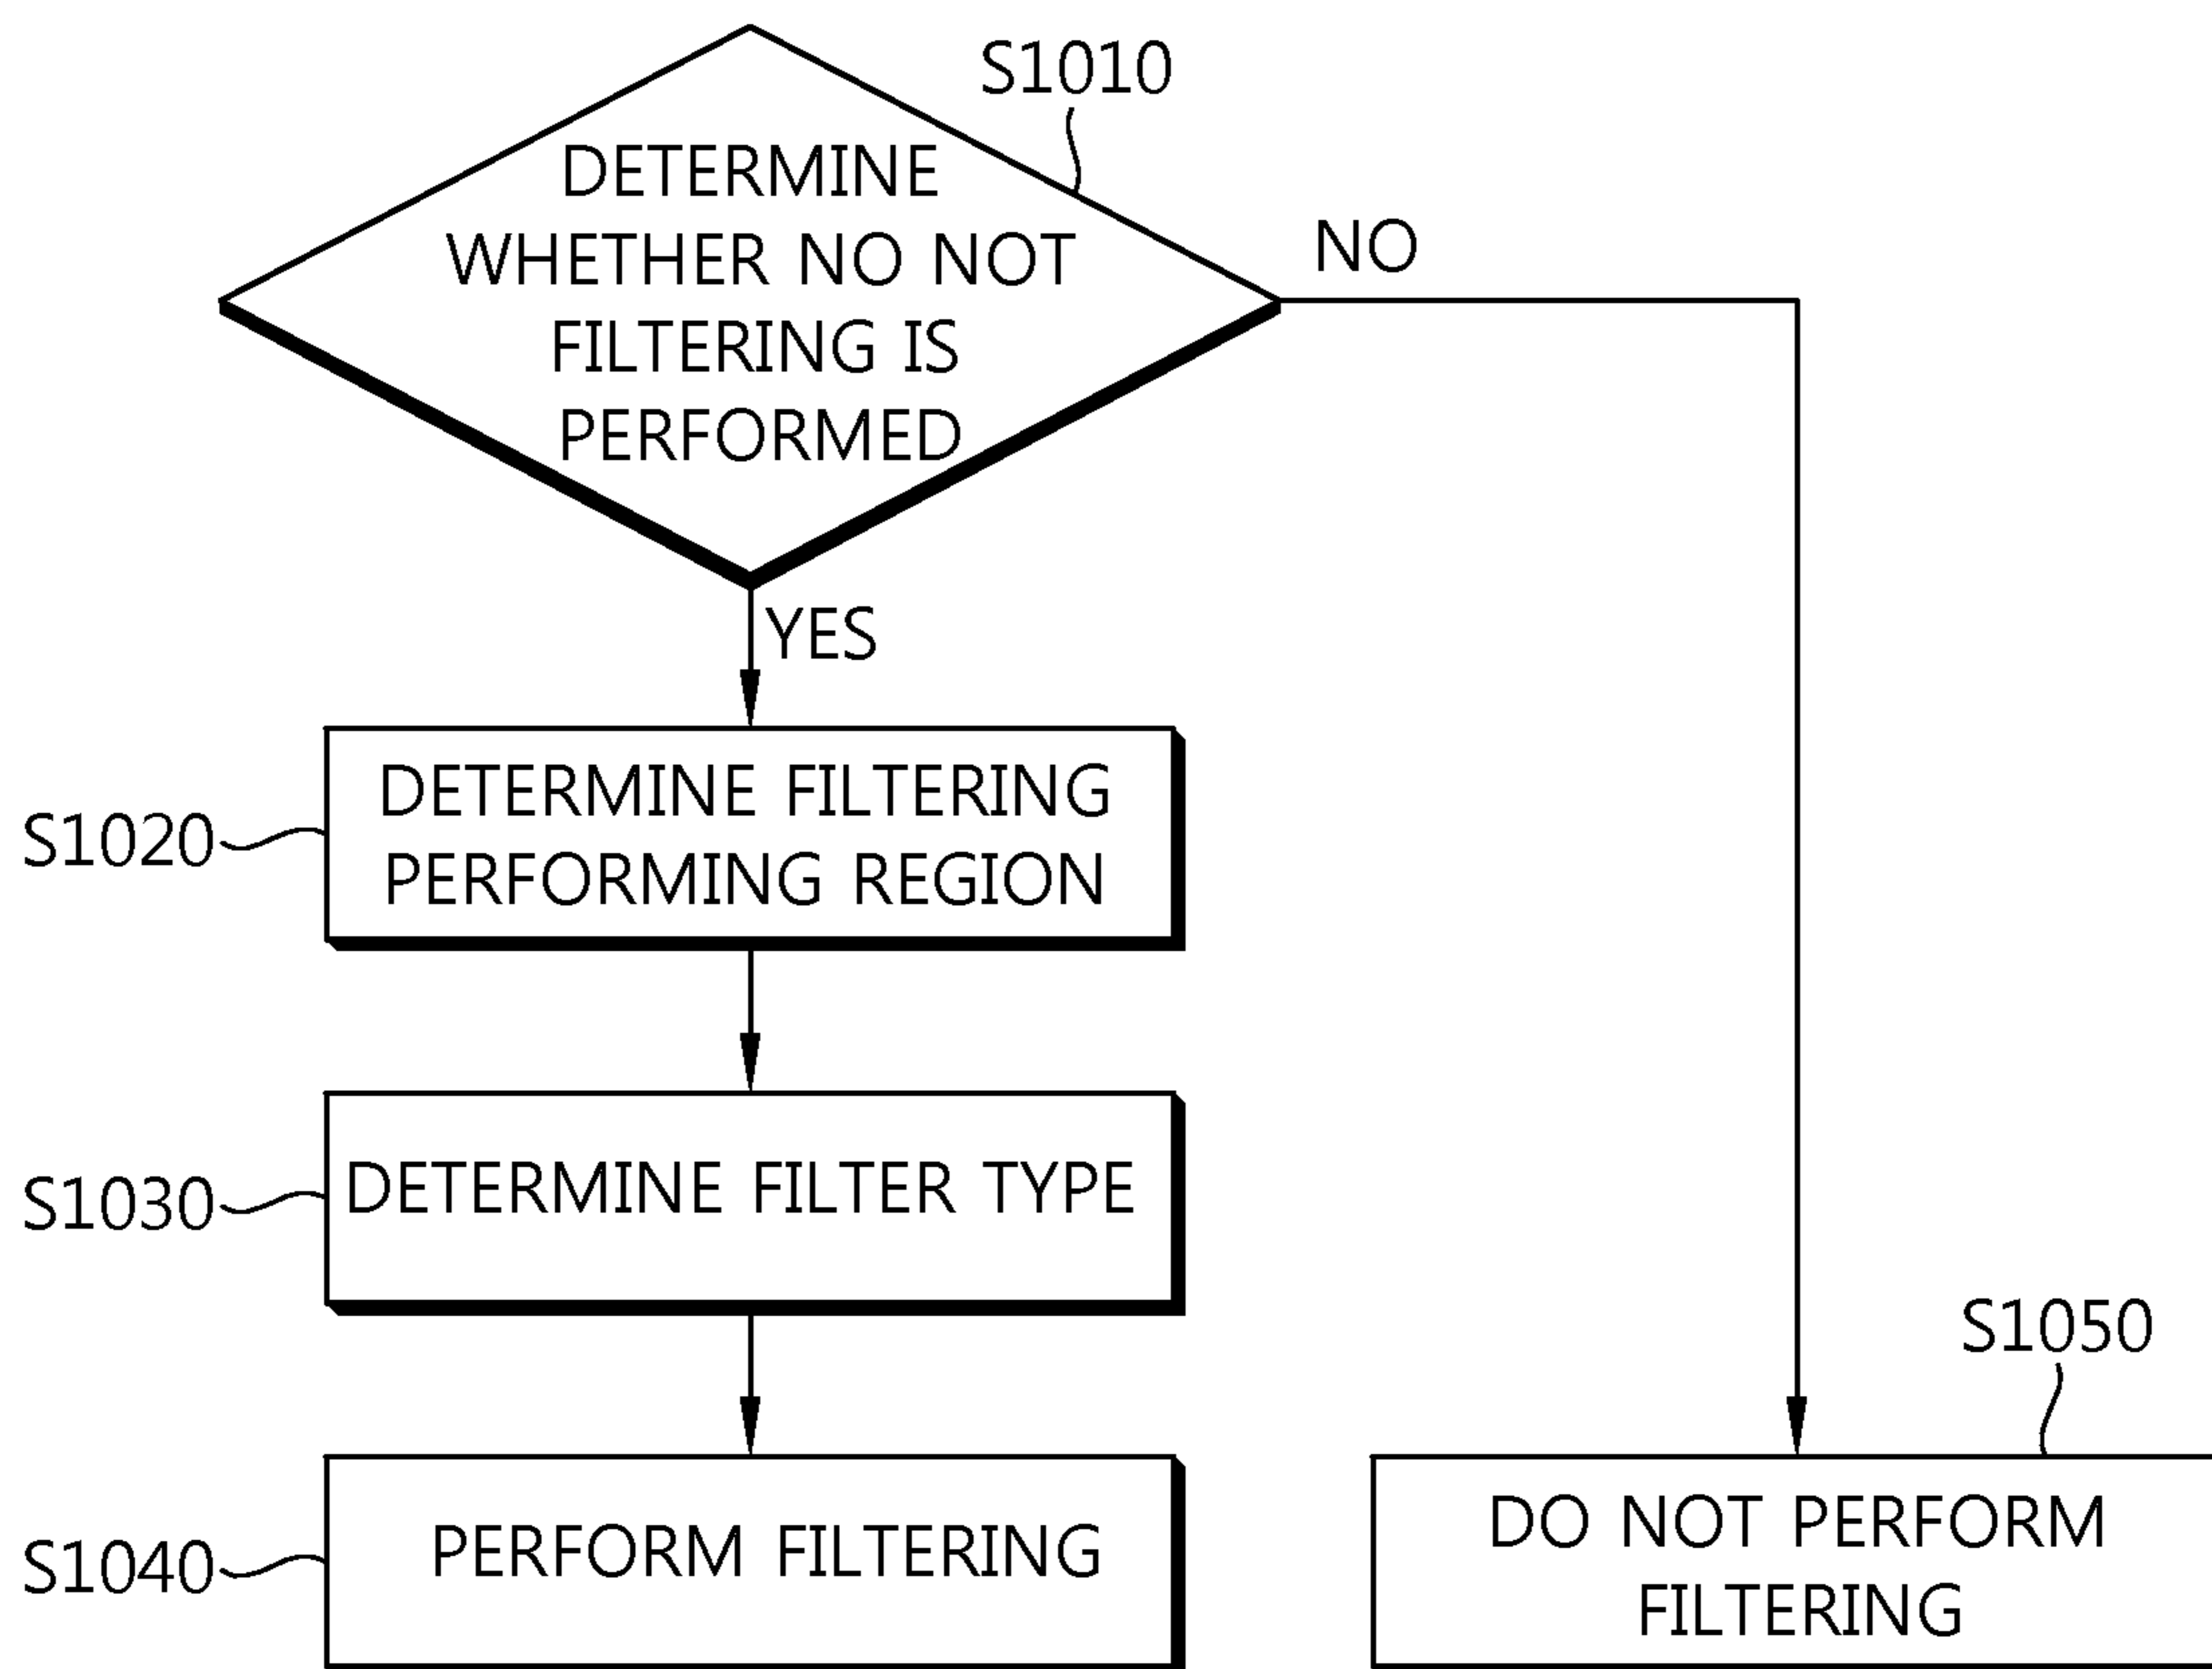 S1010
DETERMINE
WHETHER NO NOT
FILTERING IS
PERFORMED
NO
YES
S1020
DETERMINE FILTERING
PERFORMING REGION
S1030
DETERMINE FILTER TYPE
S1040
PERFORM FILTERING
S1050
DO NOT PERFORM
FILTERING